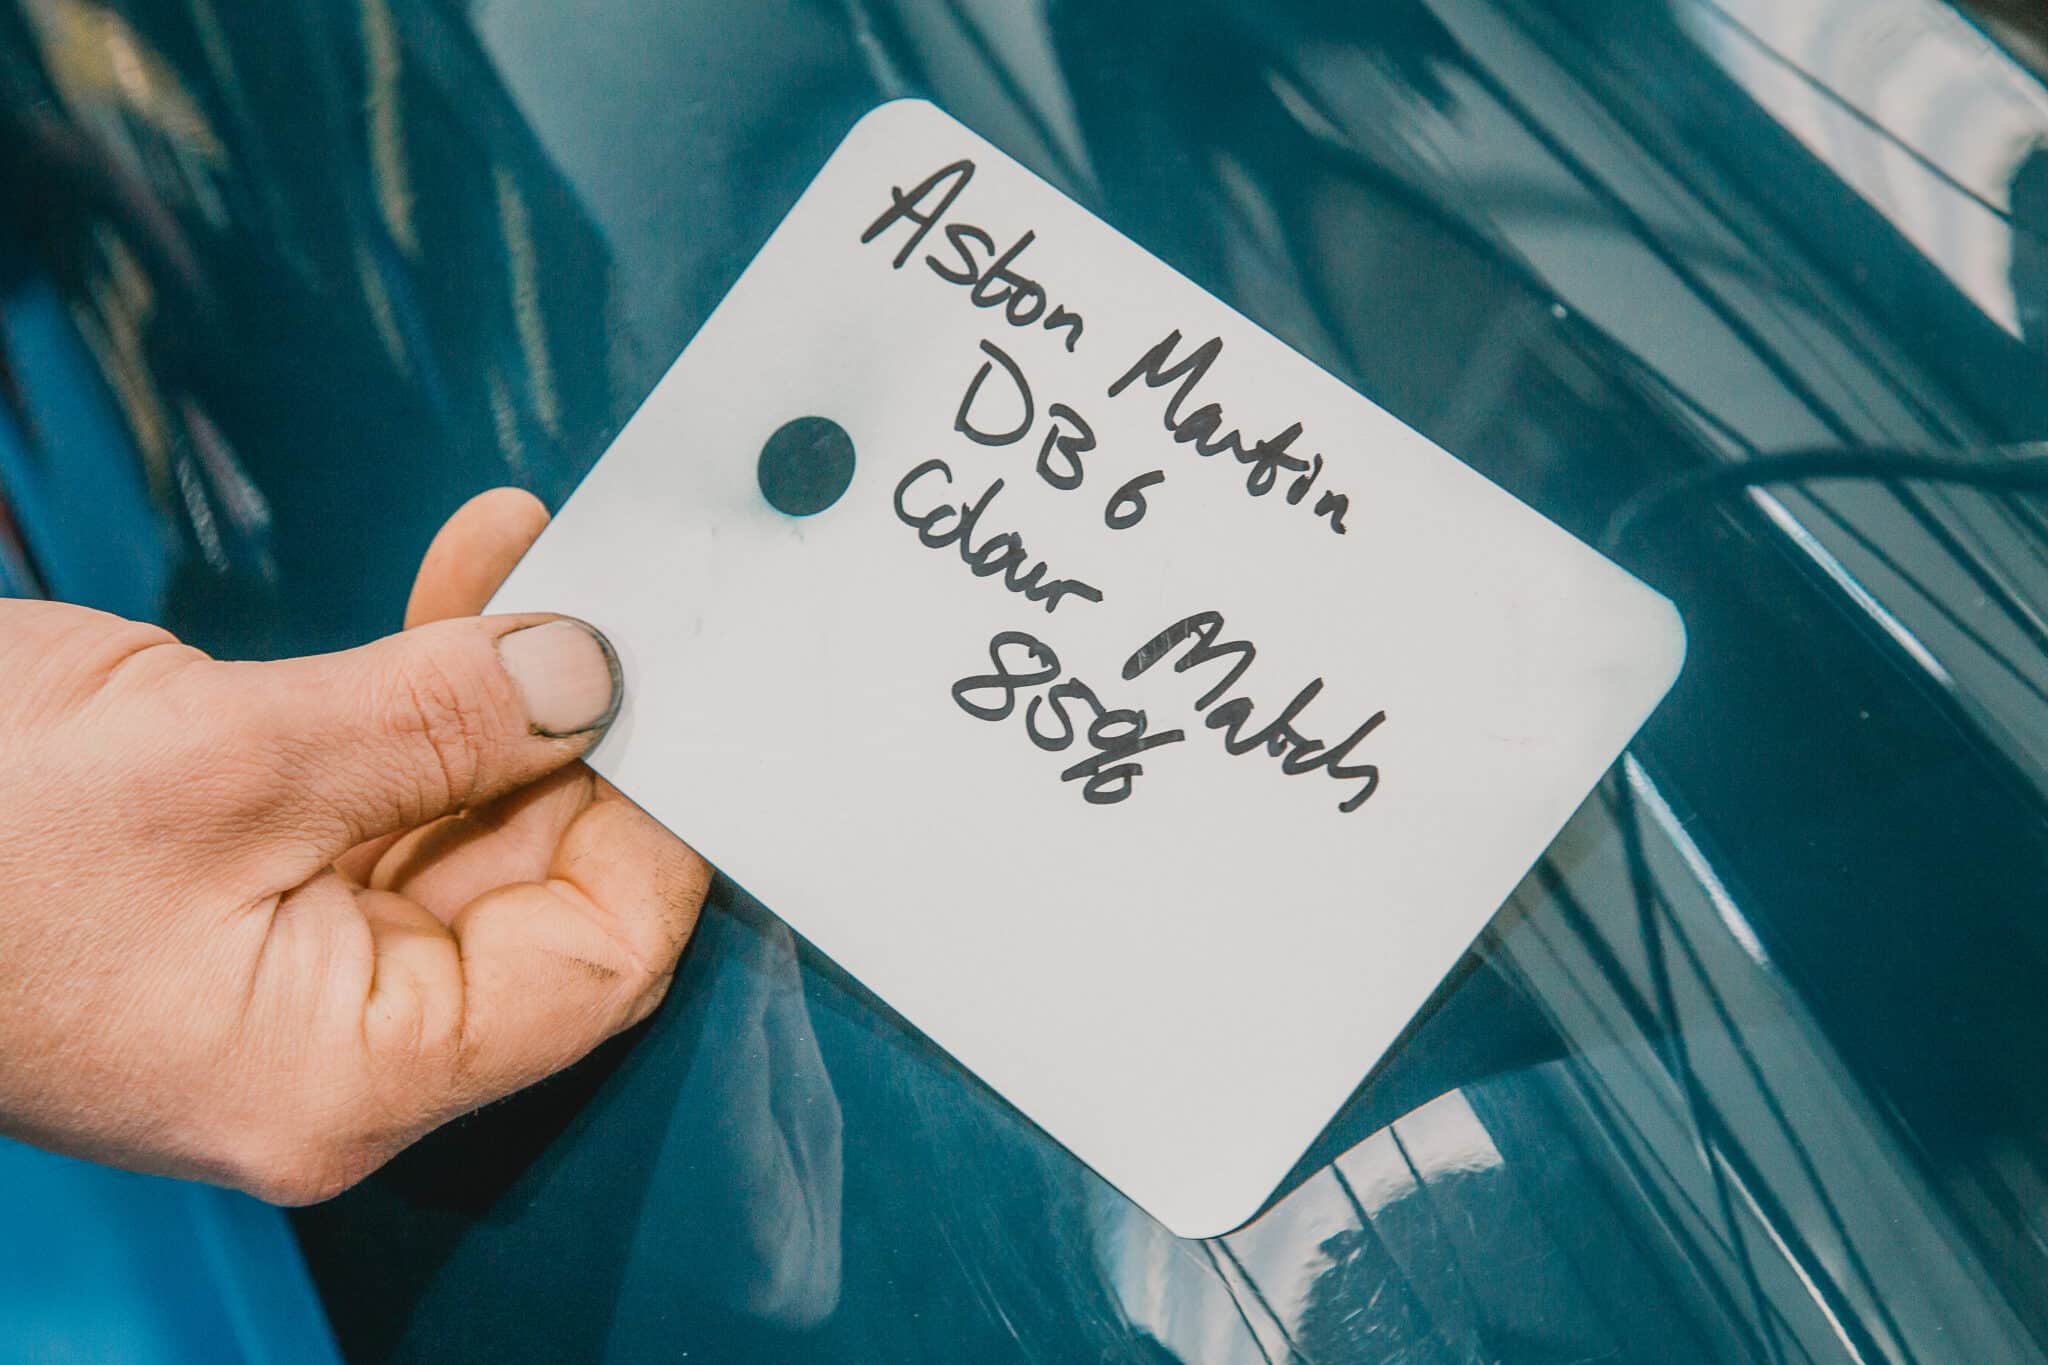 Aston Martin
DB6
Colour Match
85%